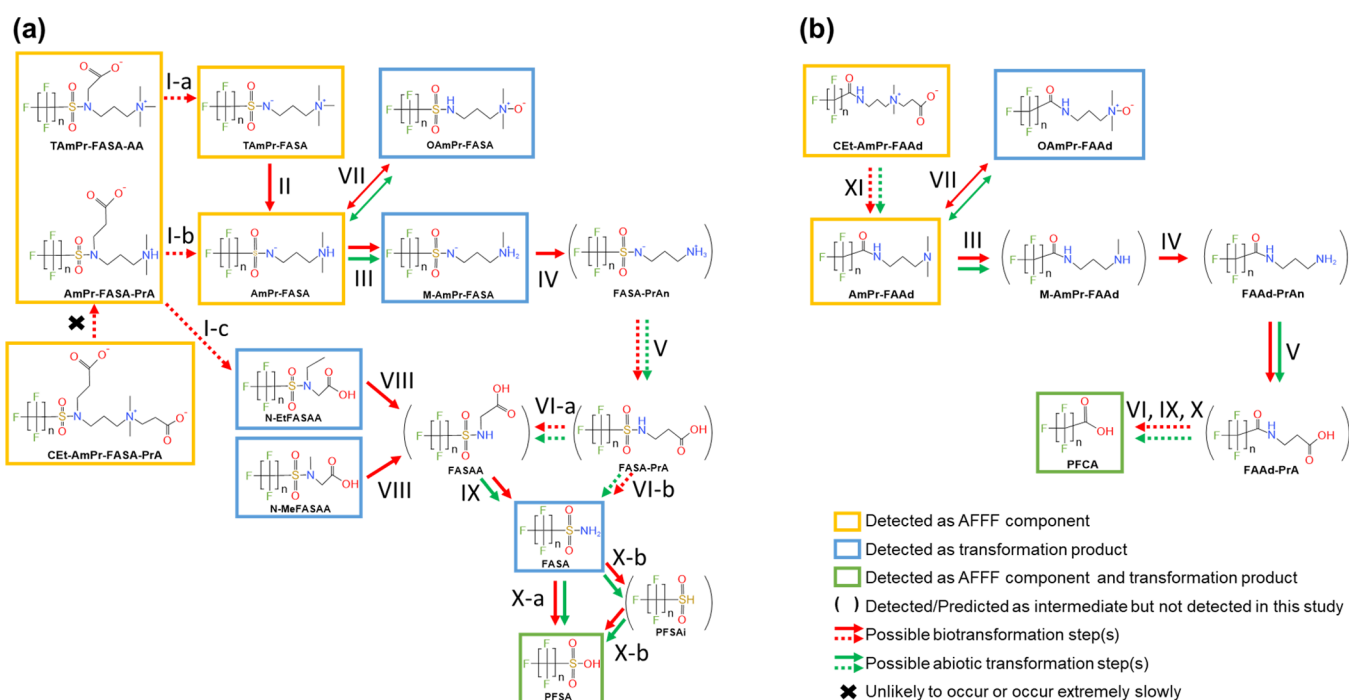 (a)
(b)
I-a
TAmPr-FASA-AA
TAmPr-FASA
OAmPr-FASA
CEt-AmPr-FAAd
OAmPr-FAAd
II
VII
XI
VII
I-b
III
IV
III
IV
AmPr-FASA-PrA
AmPr-FASA
M-AmPr-FASA
FASA-PrAn
AmPr-FAAd
M-AmPr-FAAd
FAAd-PrAn
I-c
V
V
CEt-AmPr-FASA-PrA
N-EtFASAA
VIII
VI-a
FASAA
FASA-PrA
VI, IX, X
PFCA
FAAd-PrA
N-MeFASAA
VIII
IX
VI-b
FASA
X-b
X-a
PFSAi
X-b
PFSA
Detected as AFFF component
Detected as transformation product
Detected as AFFF component and transformation product
( ) Detected/Predicted as intermediate but not detected in this study
Possible biotransformation step(s)
Possible abiotic transformation step(s)
Unlikely to occur or occur extremely slowly